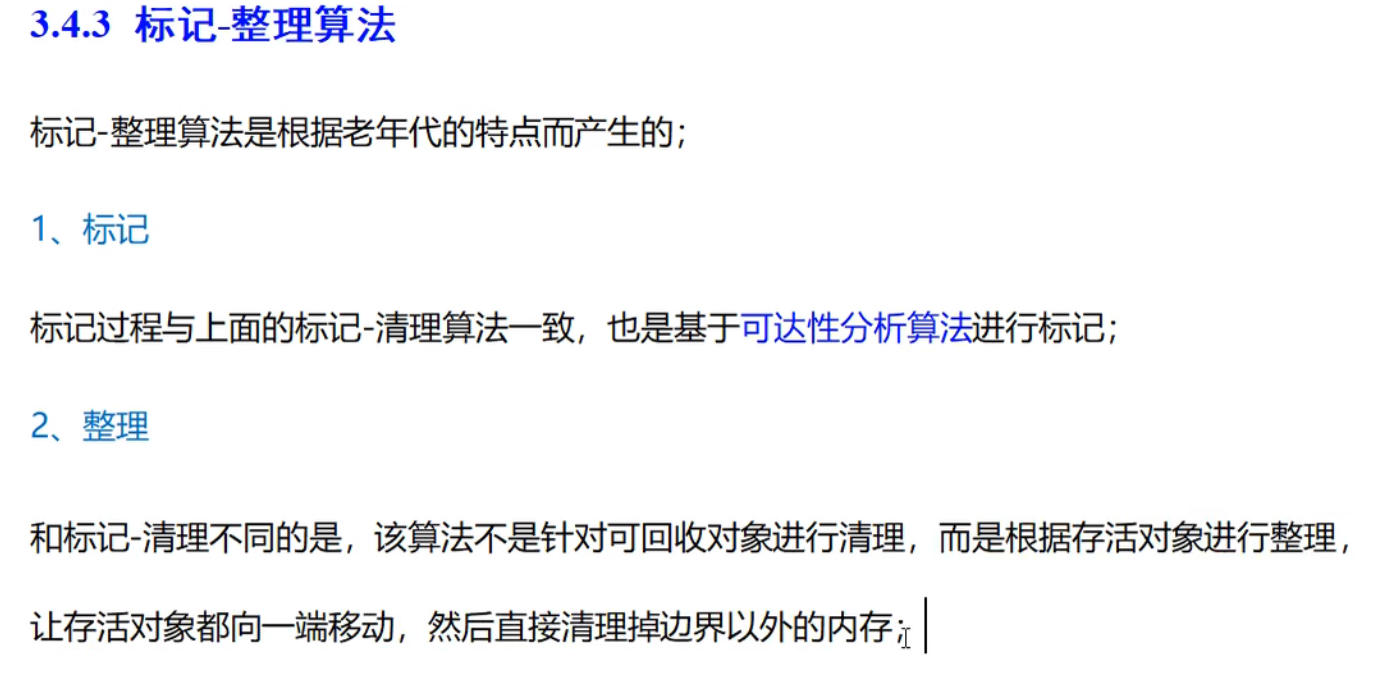 3.4.3 标记-整理算法
标记-整理算法是根据老年代的特点而产生的；
1、标记
标记过程与上面的标记-清理算法一致，也是基于可达性分析算法进行标记；
2、整理
和标记-清理不同的是，该算法不是针对可回收对象进行清理，而是根据存活对象进行整理，
让存活对象都向一端移动，然后直接清理掉边界以外的内存；